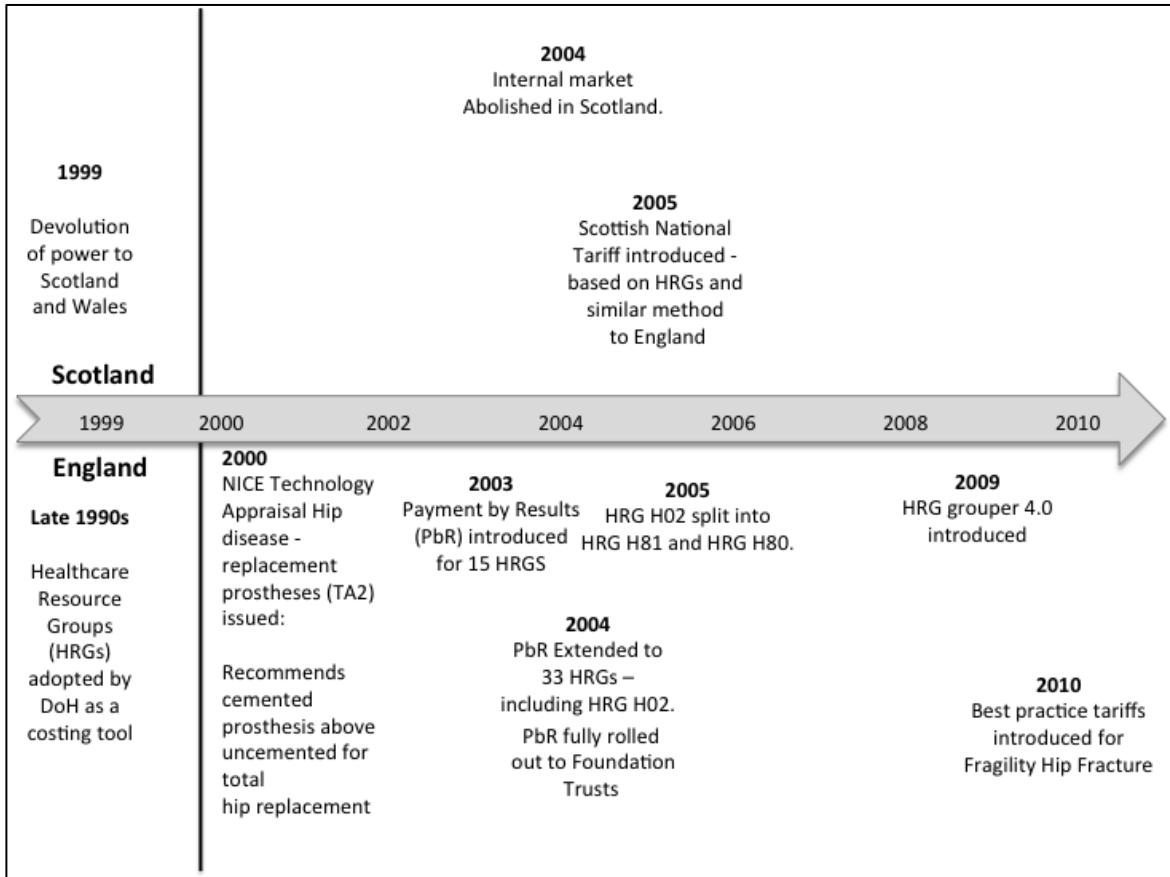 2004
Internal market
Abolished in Scotland.
1999
Devolution
of power to
Scotland
and Wales
2005
Scottish National
Tariff introduced -
based on HRGs and
similar method
to England
Scotland
1999 2000 2002 2004 2006 2008 2010
England
Late 1990s
Healthcare
Resource
Groups
(HRGs)
adopted by
DoH as a
costing tool
2000
NICE Technology
Appraisal Hip
disease -
replacement
prostheses (TA2)
issued:
Recommends
cemented
prosthesis above
uncemented for
total
hip replacement
2003
Payment by Results
(PbR) introduced
for 15 HRGS
2004
PbR Extended to
33 HRGs –
including HRG H02.
PbR fully rolled
out to Foundation
Trusts
2005
HRG H02 split into
HRG H81 and HRG H80.
2009
HRG grouper 4.0
introduced
2010
Best practice tariffs
introduced for
Fragility Hip Fracture